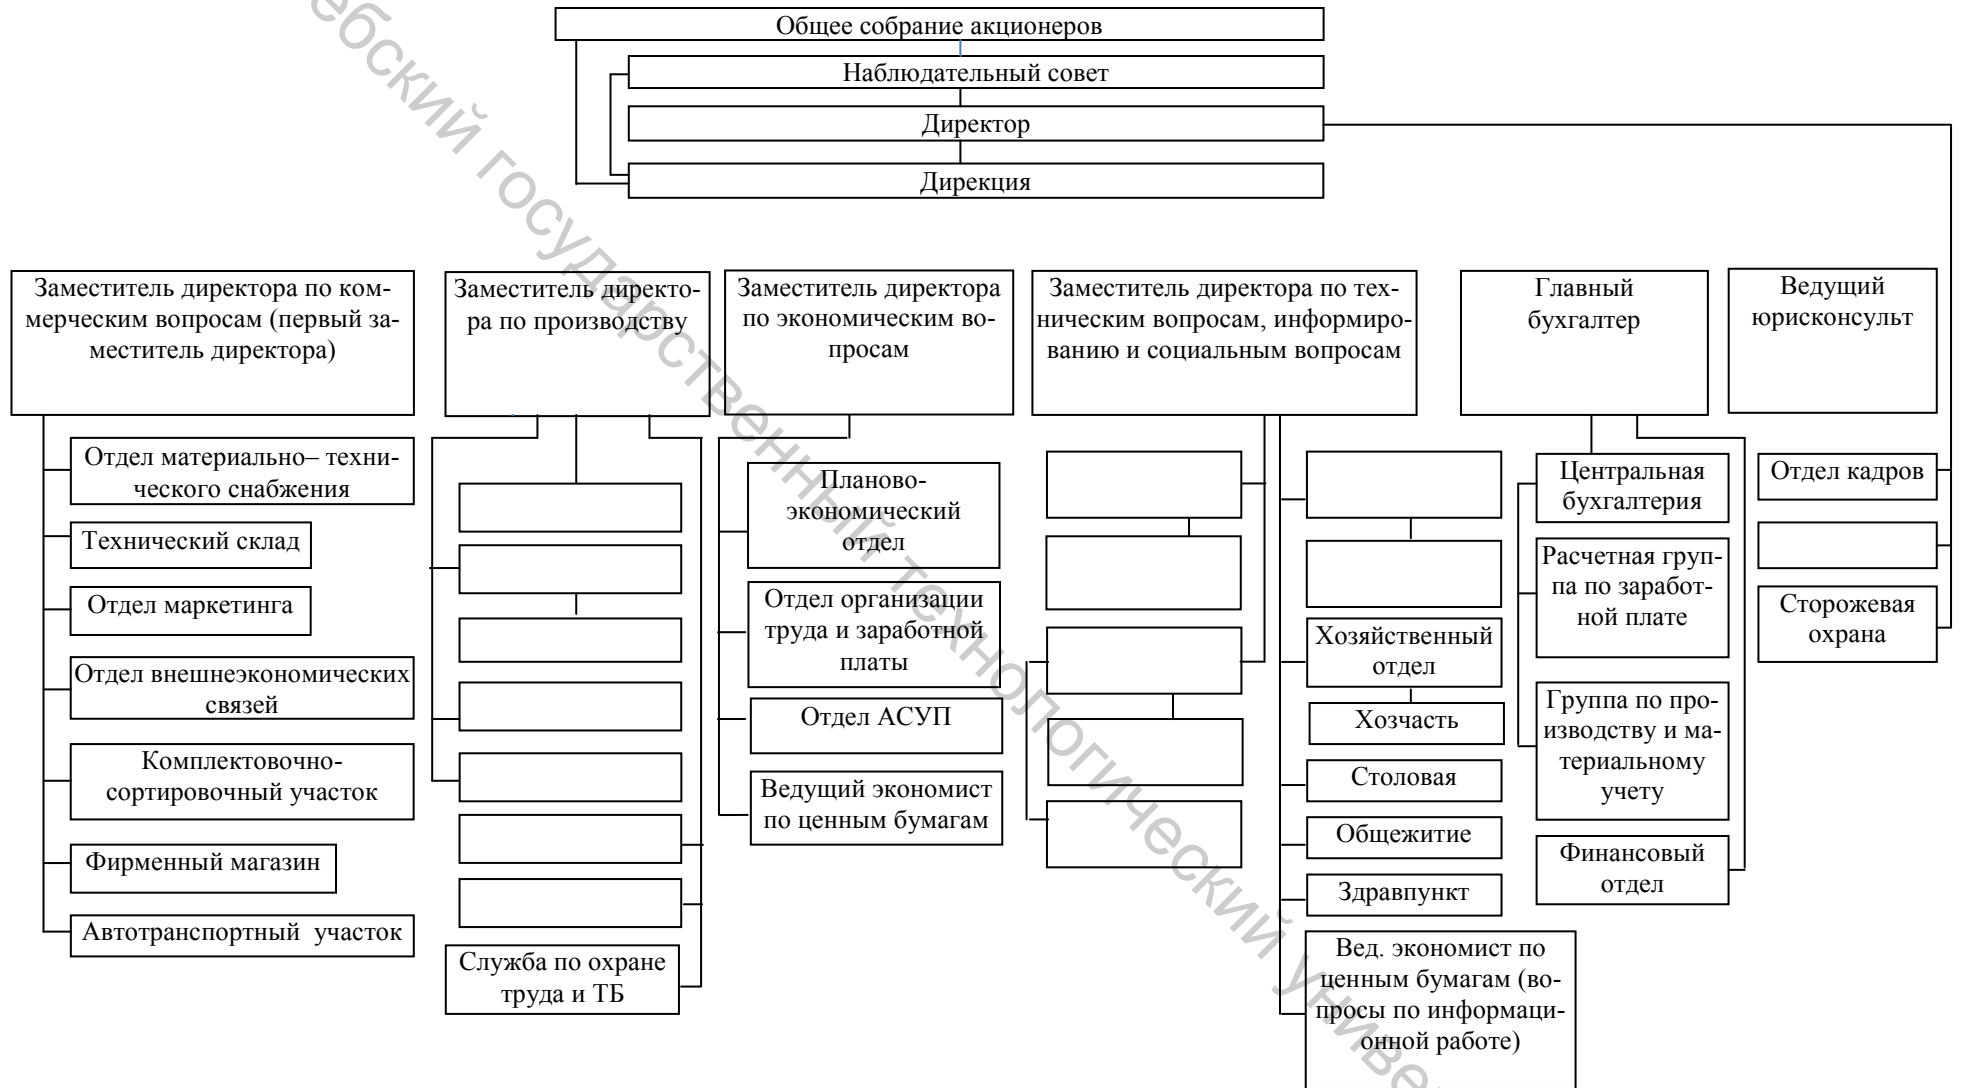 Общее собрание акционеров
Наблюдательный совет
Директор
Дирекция
Заместитель директора по ком-
мерческим вопросам (первый за-
меститель директора)
Заместитель директо-
ра по производству
Заместитель директора
по экономическим во-
просам
Заместитель директора по тех-
ническим вопросам, информиро-
ванию и социальным вопросам
Главный
бухгалтер
Ведущий
юрисконсульт
Отдел материально– техни-
ческого снабжения
Технический склад
Отдел маркетинга
Отдел внешнеэкономических
связей
Комплектовочно-
сортировочный участок
Фирменный магазин
Автотранспортный участок
Служба по охране
труда и ТБ
Планово-
экономический
отдел
Отдел организации
труда и заработной
платы
Отдел АСУП
Ведущий экономист
по ценным бумагам
Хозяйственный
отдел
Хозчасть
Столовая
Общежитие
Здравпункт
Вед. экономист по
ценным бумагам (во-
просы по информаци-
онной работе)
Центральная
бухгалтерия
Расчетная груп-
па по заработ-
ной плате
Группа по про-
изводству и ма-
териальному
учету
Финансовый
отдел
Отдел кадров
Сторожевая
охрана
ебский государственный технологический универ